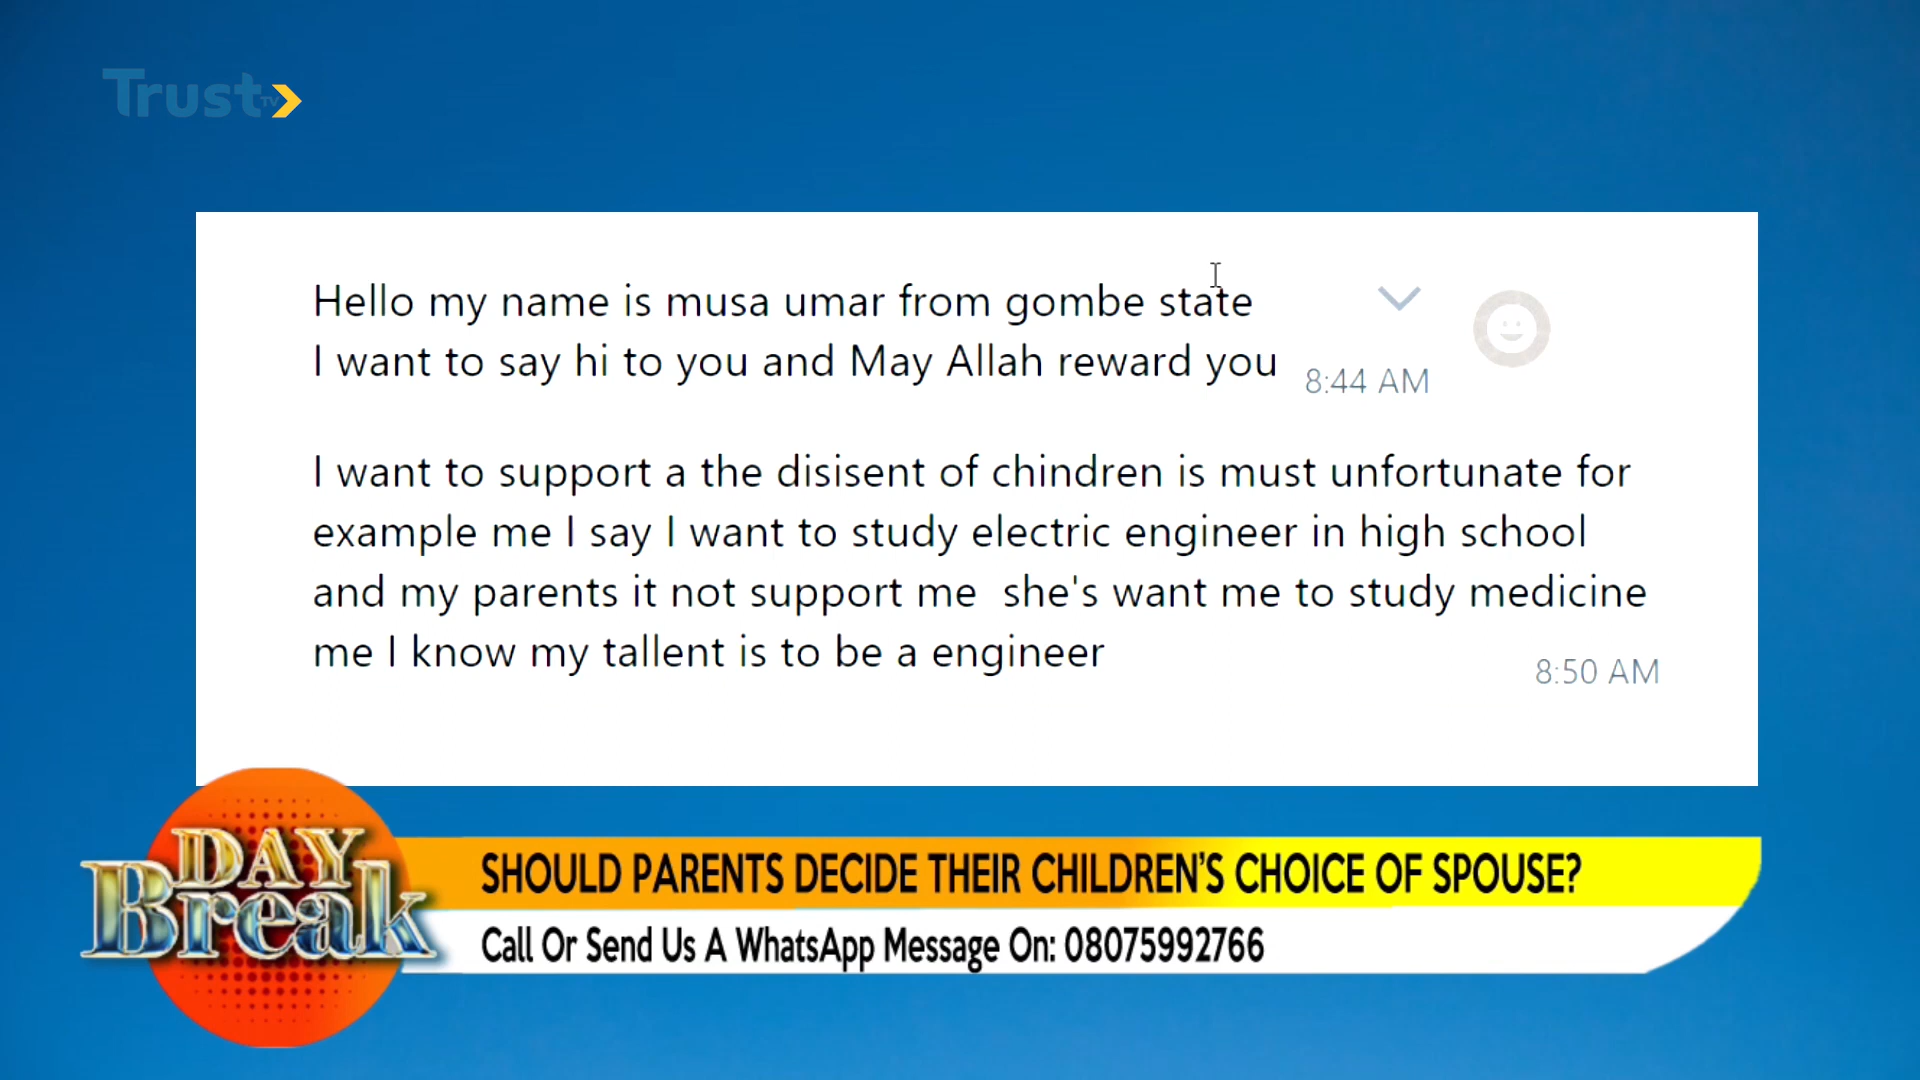 Trust TV
Hello my name is musa umar from gombe state
I want to say hi to you and May Allah reward you
8:44 AM
I want to support a the disisent of chindren is must unfortunate for
example me I say I want to study electric engineer in high school
and my parents it not support me  she's want me to study medicine
me I know my tallent is to be a engineer
8:50 AM
DAY
Break
SHOULD PARENTS DECIDE THEIR CHILDREN'S CHOICE OF SPOUSE?
Call Or Send Us A WhatsApp Message On: 08075992766